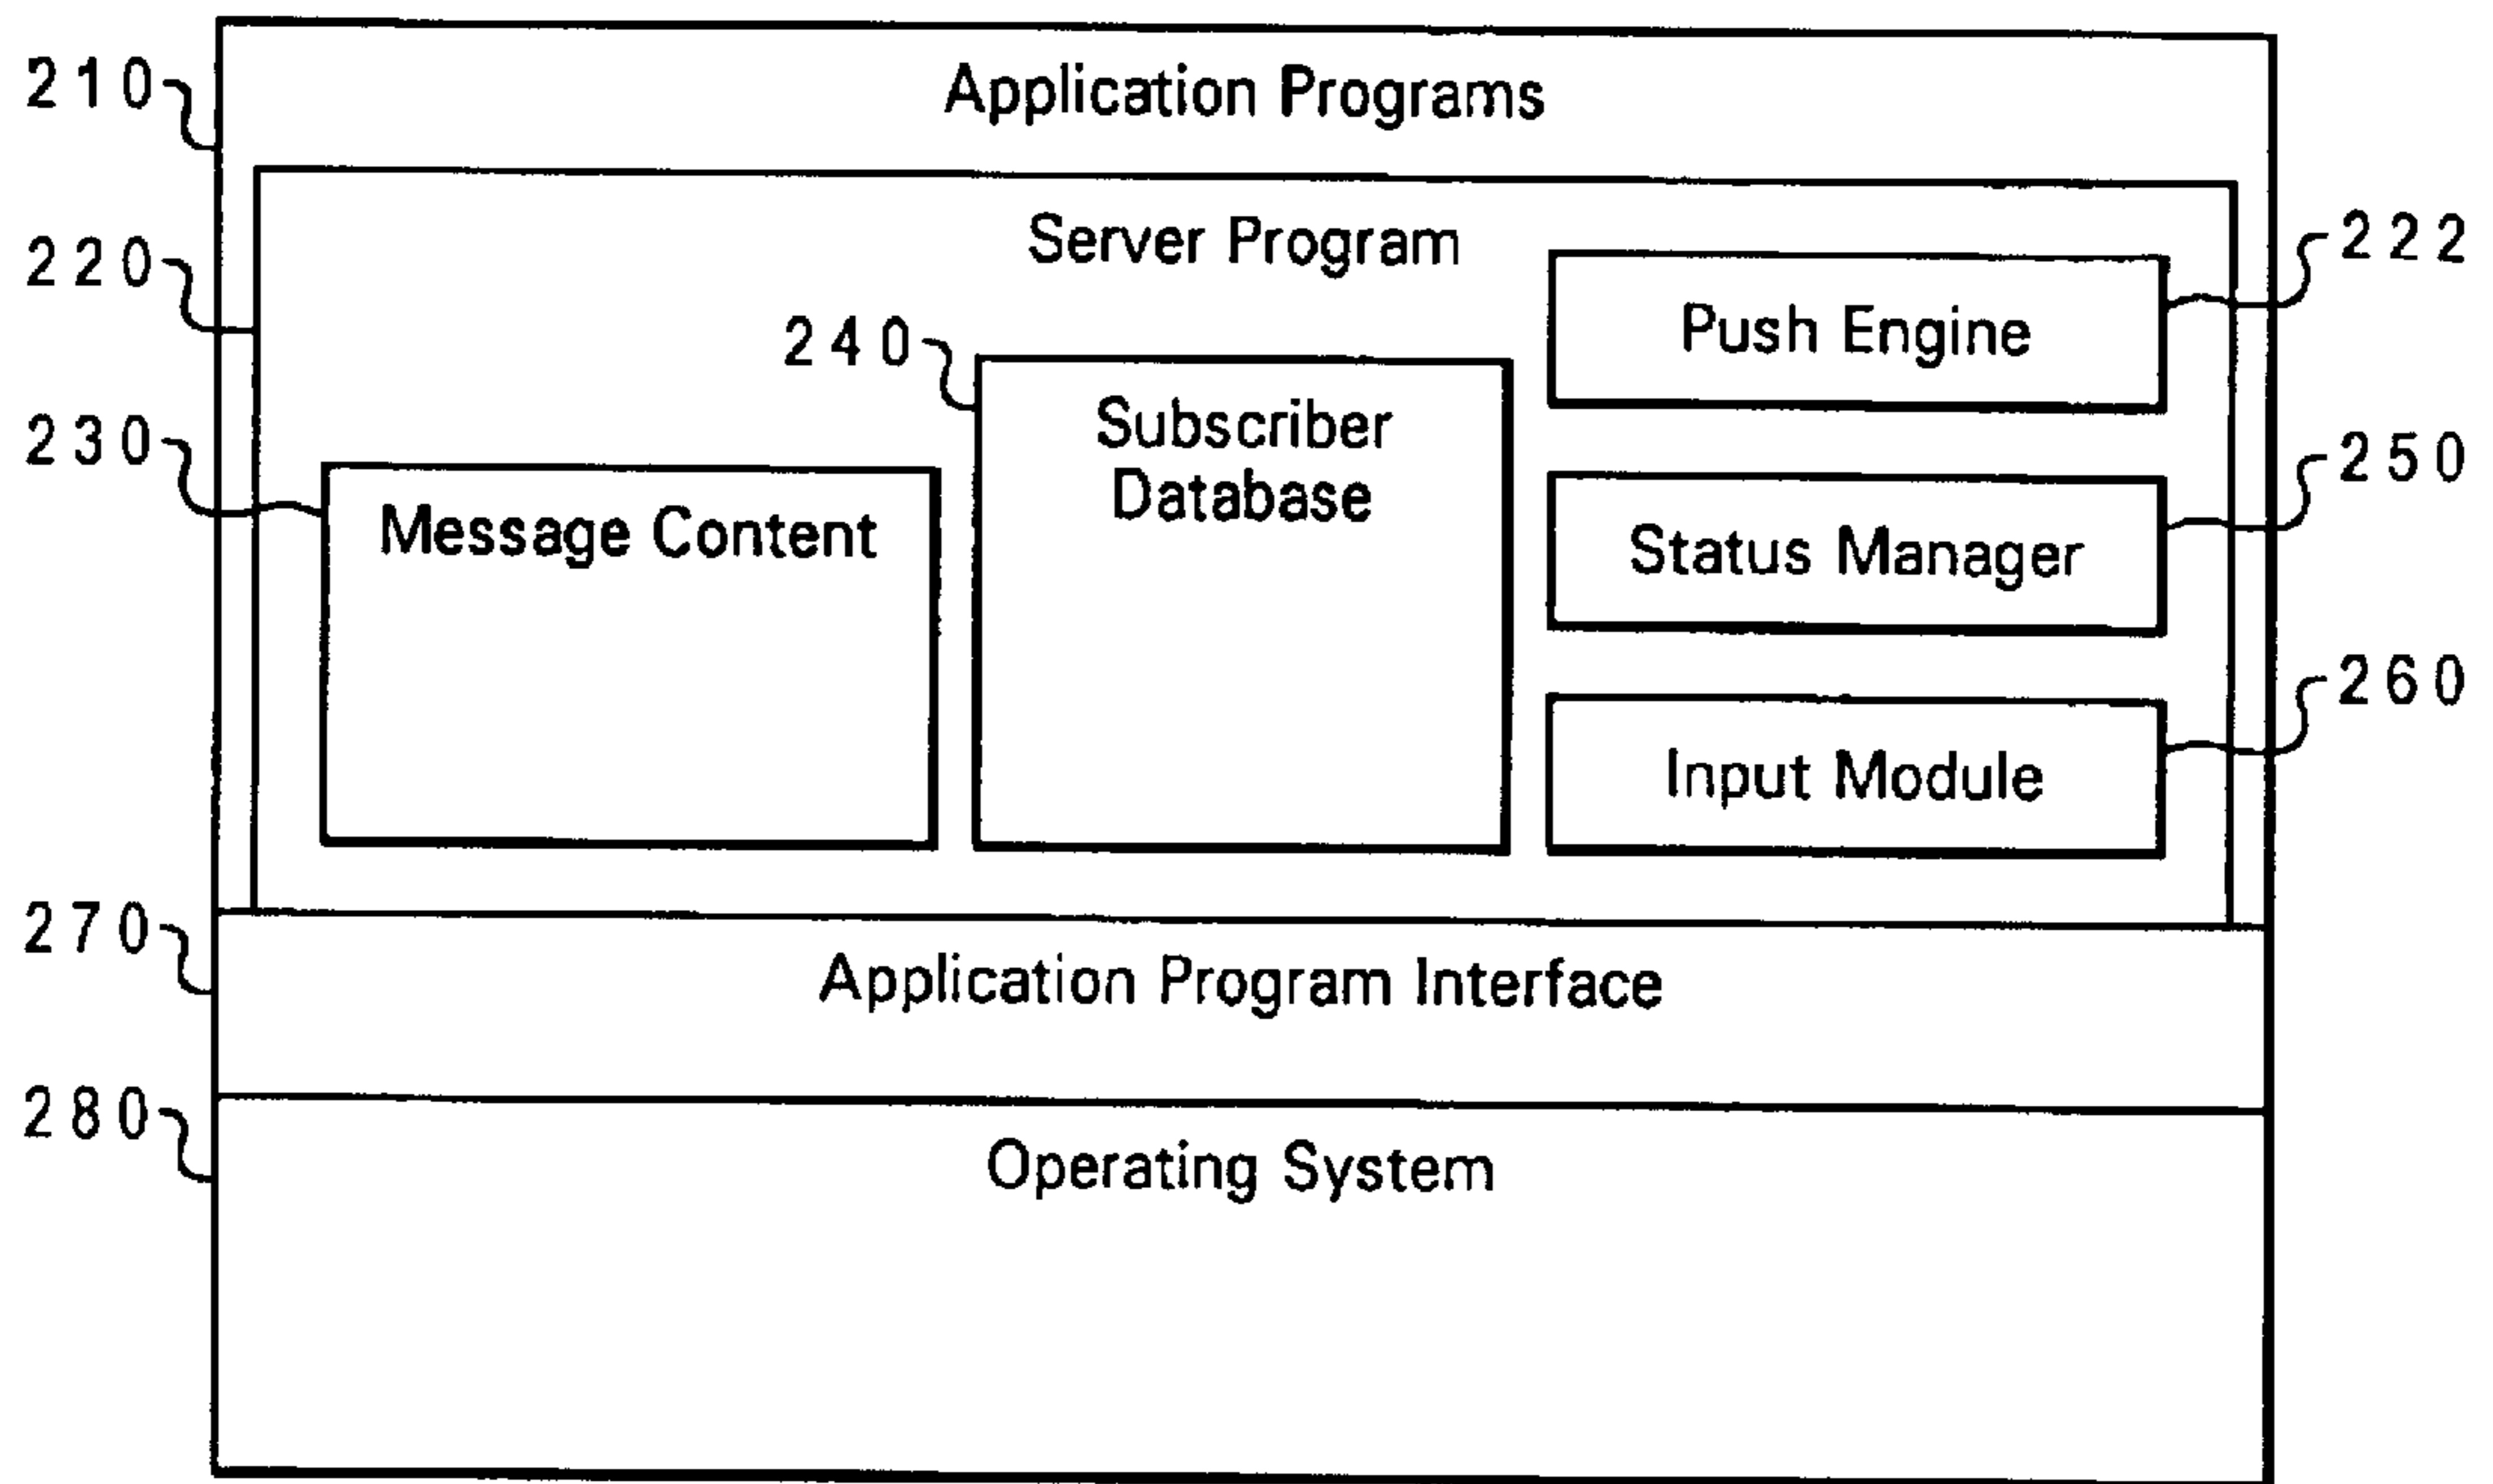 210
Application Programs
220
Server Program
222
Push Engine
240
Subscriber
Database
230
Message Content
250
Status Manager
260
Input Module
270
Application Program Interface
280
Operating System